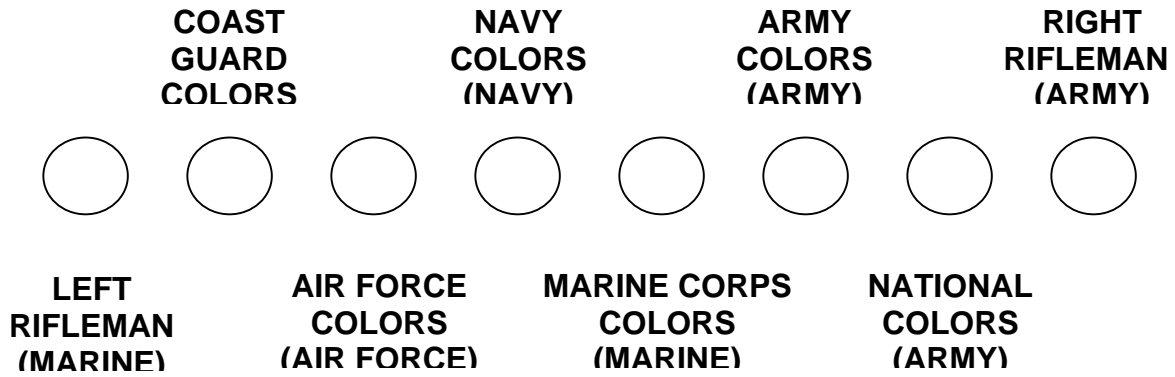 COAST
GUARD
COLORS
NAVY
COLORS
(NAVY)
ARMY
COLORS
(ARMY)
RIGHT
RIFLEMAN
(ARMY)
LEFT
RIFLEMAN
(MARINE)
AIR FORCE
COLORS
(AIR FORCE)
MARINE CORPS
COLORS
(MARINE)
NATIONAL
COLORS
(ARMY)